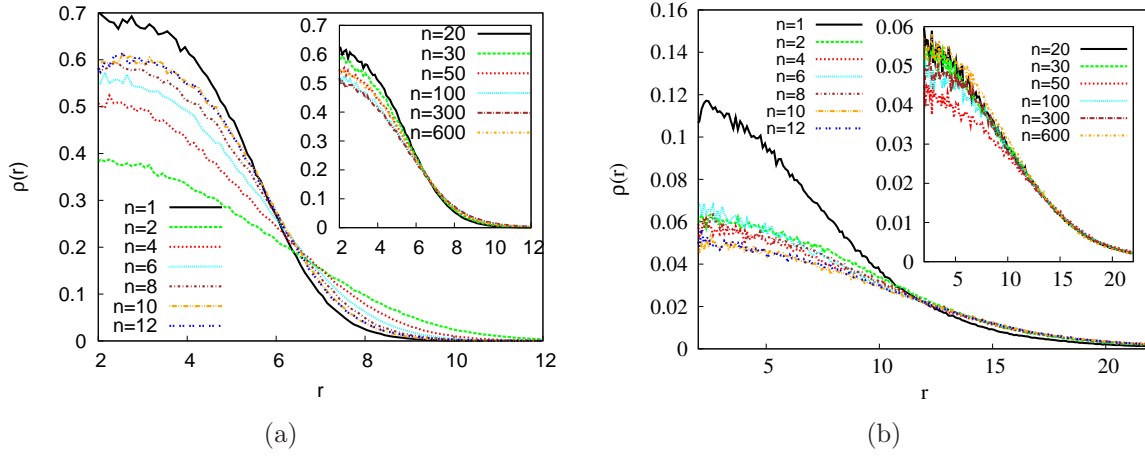 0.7
0.6
0.5
0.4
0.3
0.2
0.1
0
ρ(r)
2 4 6 8 10 12
r
n=1
n=2
n=4
n=6
n=8
n=10
n=12
0.7
0.6
0.5
0.4
0.3
0.2
0.1
0
2 4 6 8 10 12
n=20
n=30
n=50
n=100
n=300
n=600
(a)
0.16
0.14
0.12
0.1
0.08
0.06
0.04
0.02
0
ρ(r)
5 10 15 20
r
n=1
n=2
n=4
n=6
n=8
n=10
n=12
0.06
0.05
0.04
0.03
0.02
0.01
0
5 10 15 20
n=20
n=30
n=50
n=100
n=300
n=600
(b)